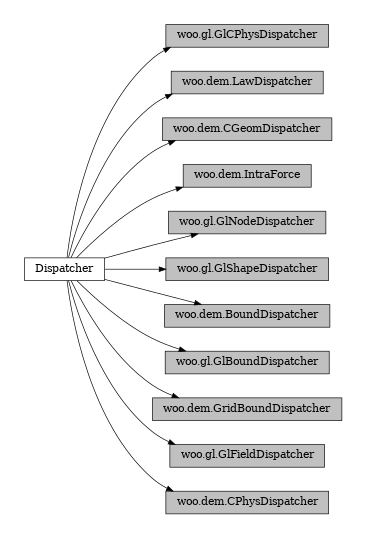 woo.gl.GlCPhysDispatcher
woo.dem.LawDispatcher
woo.dem.CGeomDispatcher
woo.dem.IntraForce
woo.gl.GlNodeDispatcher
Dispatcher
woo.gl.GlShapeDispatcher
woo.dem.BoundDispatcher
woo.gl.GlBoundDispatcher
woo.dem.GridBoundDispatcher
woo.gl.GlFieldDispatcher
woo.dem.CPhysDispatcher